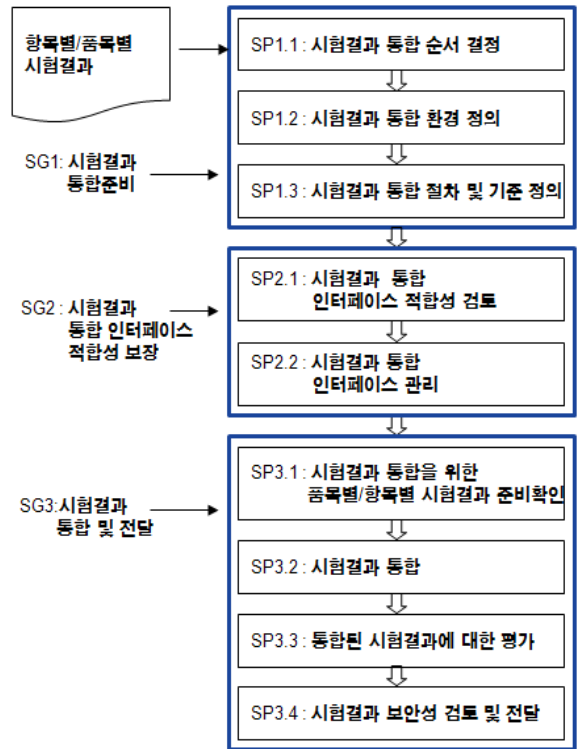 항목별/품목별
시험결과
SP1.1 : 시험결과 통합 순서 결정
SP1.2 : 시험결과 통합 환경 정의
SG1: 시험결과
통합준비
SP1.3 : 시험결과 통합 절차 및 기준 정의
SP2.1 : 시험결과 통합
인터페이스 적합성 검토
SG2 : 시험결과
통합 인터페이스
적합성 보장
SP2.2 : 시험결과 통합
인터페이스 관리
SP3.1 : 시험결과 통합을 위한
품목별/항목별 시험결과 준비확인
SG3:시험결과
통합 및 전달
SP3.2 : 시험결과 통합
SP3.3 : 통합된 시험결과에 대한 평가
SP3.4 : 시험결과 보안성 검토 및 전달